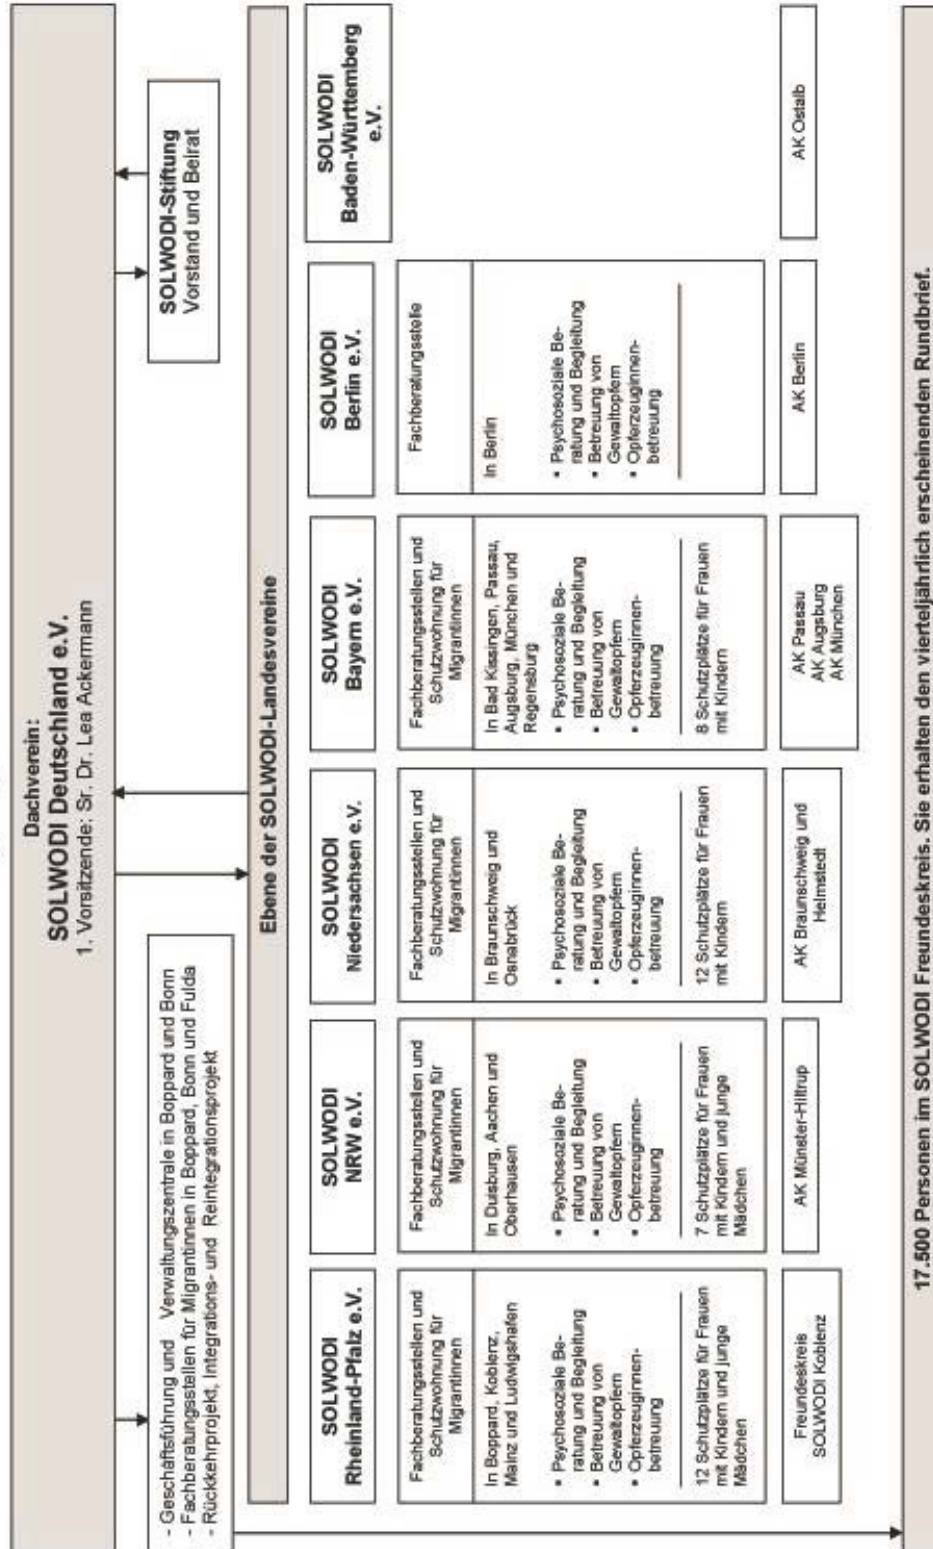 Dachverein:
SOLWODI Deutschland e.V.
1. Vorsitzende: Sr. Dr. Lea Ackermann
- Geschäftsführung und Verwaltungszentrale in Boppard und Bonn
- Fachberatungsstellen für Migrantinnen in Boppard, Bonn und Fulda
- Rückkehrprojekt, Integrations- und Reintegrationsprojekt
SOLWODI-Stiftung
Vorstand und Beirat
Ebene der SOLWODI-Landesvereine
SOLWODI
Rheinland-Pfalz e.V.
Fachberatungsstellen und
Schutzwohnung für
Migrantinnen
In Boppard, Koblenz,
Mainz und Ludwigshafen
• Psychosoziale Be-
ratung und Begleitung
• Betreuung von
Gewaltopfern
• Opferzeuginnen-
betreuung
12 Schutzplätze für Frauen
mit Kindern und junge
Mädchen
Freundeskreis
SOLWODI Koblenz
SOLWODI
NRW e.V.
Fachberatungsstellen und
Schutzwohnung für
Migrantinnen
In Duisburg, Aachen und
Oberhausen
• Psychosoziale Be-
ratung und Begleitung
• Betreuung von
Gewaltopfern
• Opferzeuginnen-
betreuung
7 Schutzplätze für Frauen
mit Kindern und junge
Mädchen
AK Münster-Hiltrup
SOLWODI
Niedersachsen e.V.
Fachberatungsstellen und
Schutzwohnung für
Migrantinnen
In Braunschweig und
Osnabrück
• Psychosoziale Be-
ratung und Begleitung
• Betreuung von
Gewaltopfern
• Opferzeuginnen-
betreuung
12 Schutzplätze für Frauen
mit Kindern
AK Braunschweig und
Helmstedt
SOLWODI
Bayern e.V.
Fachberatungsstellen und
Schutzwohnung für
Migrantinnen
In Bad Kissingen, Passau,
Augsburg, München und
Regensburg
• Psychosoziale Be-
ratung und Begleitung
• Betreuung von
Gewaltopfern
• Opferzeuginnen-
betreuung
8 Schutzplätze für Frauen
mit Kindern
AK Passau
AK Augsburg
AK München
SOLWODI
Berlin e.V.
Fachberatungsstelle
In Berlin
• Psychosoziale Be-
ratung und Begleitung
• Betreuung von
Gewaltopfern
• Opferzeuginnen-
betreuung
AK Berlin
SOLWODI
Baden-Württemberg
e.V.
AK Ostalb
17.500 Personen im SOLWODI Freundeskreis. Sie erhalten den vierteljährlich erscheinenden Rundbrief.